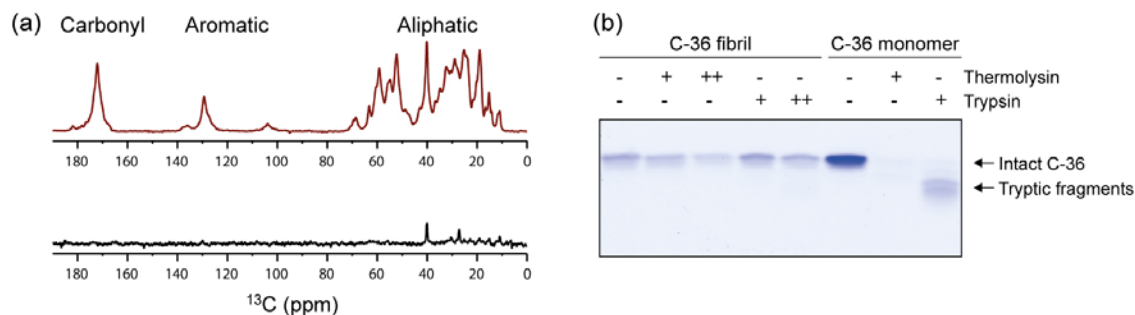 (a)
Carbonyl Aromatic Aliphatic
180 160 140 120 100 80 60 40 20 0
180 160 140 120 100 80 60 40 20 0
¹³C (ppm)
(b)
C-36 fibril C-36 monomer
- + ++ - - - + - Thermolysin
- - - + ++ - - + Trypsin
Intact C-36
Tryptic fragments